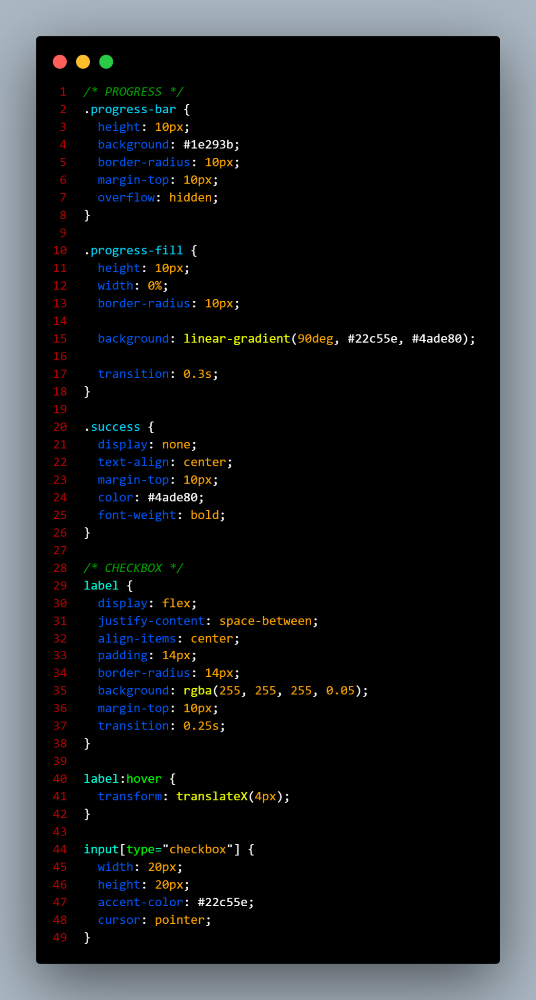 1 /* PROGRESS */
2 .progress-bar {
3   height: 10px;
4   background: #1e293b;
5   border-radius: 10px;
6   margin-top: 10px;
7   overflow: hidden;
8 }
9
10 .progress-fill {
11   height: 10px;
12   width: 0%;
13   border-radius: 10px;
14
15   background: linear-gradient(90deg, #22c55e, #4ade80);
16
17   transition: 0.3s;
18 }
19
20 .success {
21   display: none;
22   text-align: center;
23   margin-top: 10px;
24   color: #4ade80;
25   font-weight: bold;
26 }
27
28 /* CHECKBOX */
29 label {
30   display: flex;
31   justify-content: space-between;
32   align-items: center;
33   padding: 14px;
34   border-radius: 14px;
35   background: rgba(255, 255, 255, 0.05);
36   margin-top: 10px;
37   transition: 0.25s;
38 }
39
40 label:hover {
41   transform: translateX(4px);
42 }
43
44 input[type="checkbox"] {
45   width: 20px;
46   height: 20px;
47   accent-color: #22c55e;
48   cursor: pointer;
49 }